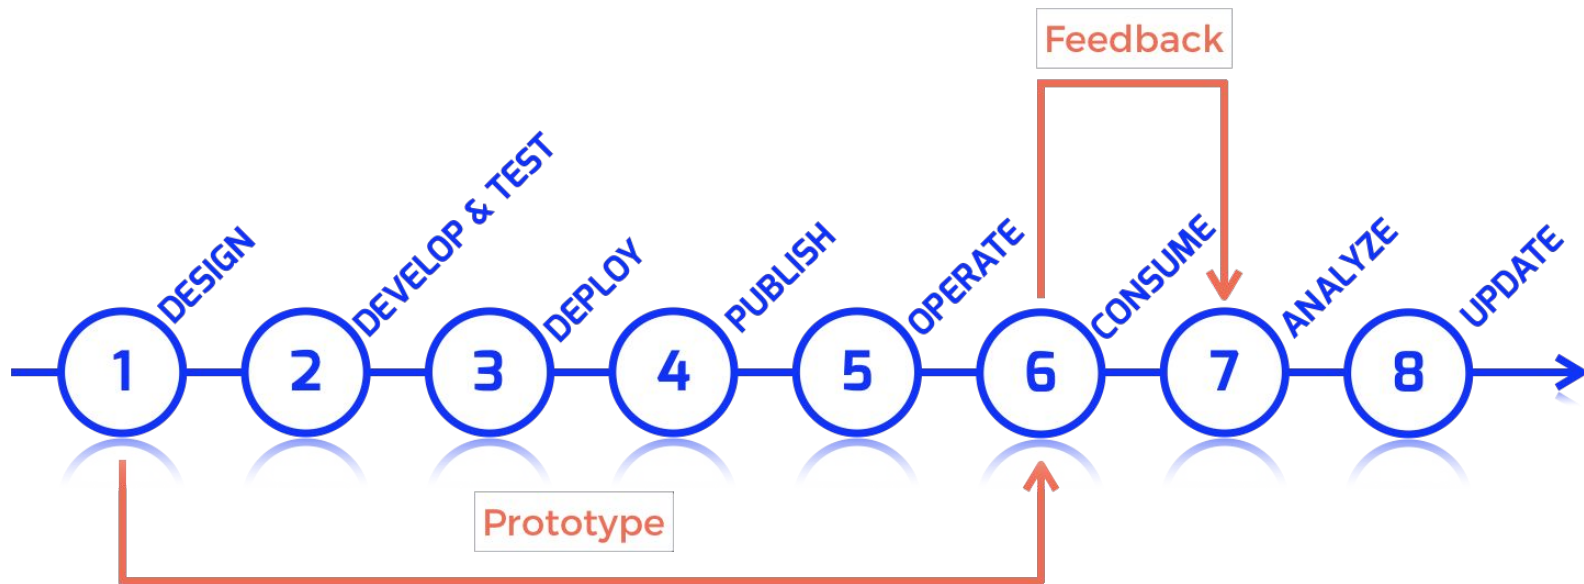 Feedback
DESIGN
DEVELOP & TEST
DEPLOY
PUBLISH
OPERATE
CONSUME
ANALYZE
UPDATE
1
2
3
4
5
6
7
8
Prototype